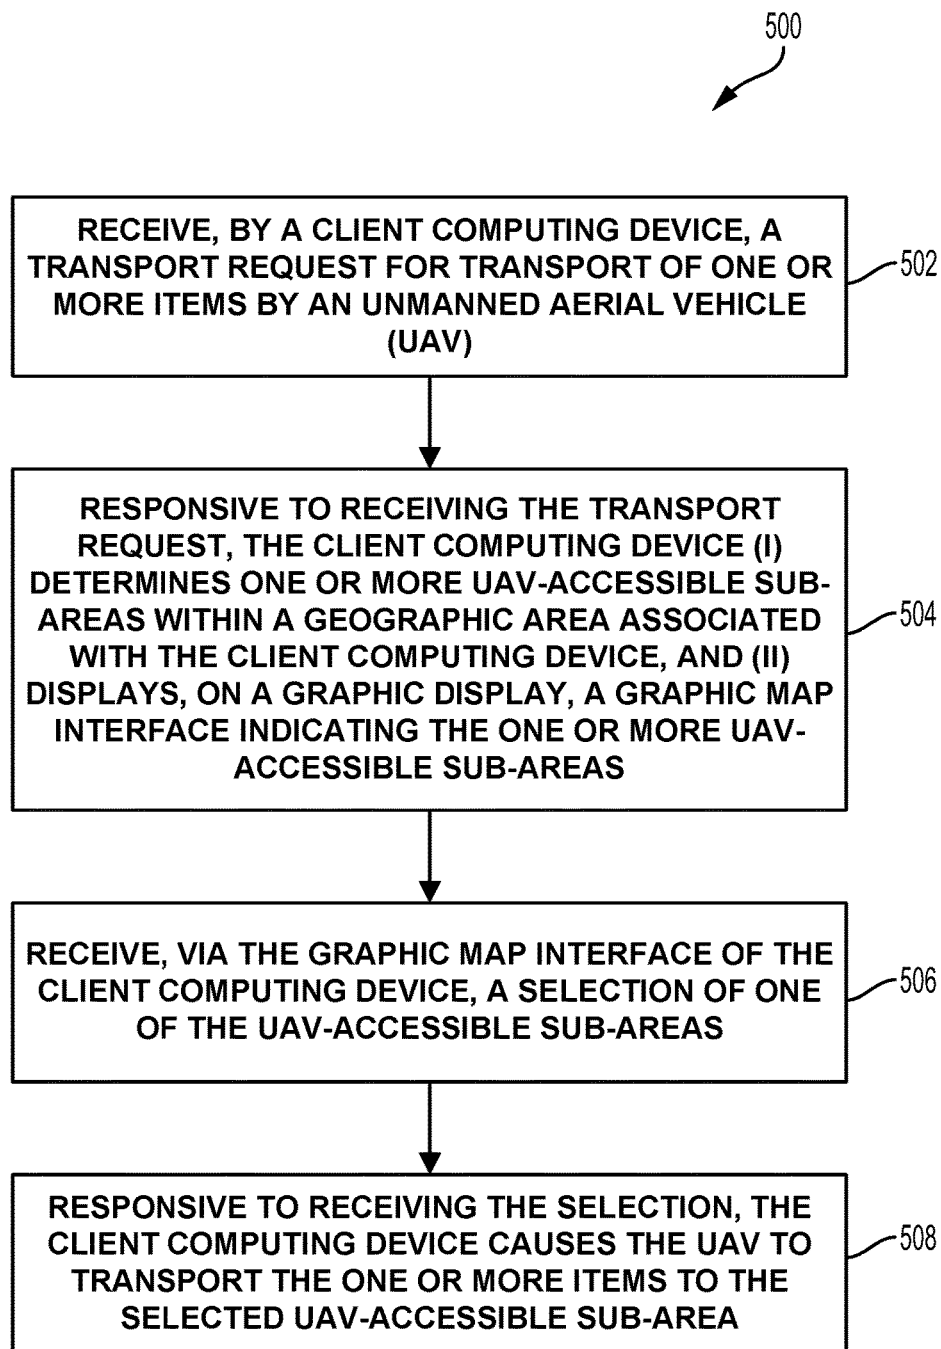 500
RECEIVE, BY A CLIENT COMPUTING DEVICE, A
TRANSPORT REQUEST FOR TRANSPORT OF ONE OR
MORE ITEMS BY AN UNMANNED AERIAL VEHICLE
(UAV)
502
RESPONSIVE TO RECEIVING THE TRANSPORT
REQUEST, THE CLIENT COMPUTING DEVICE (I)
DETERMINES ONE OR MORE UAV-ACCESSIBLE SUB-
AREAS WITHIN A GEOGRAPHIC AREA ASSOCIATED
WITH THE CLIENT COMPUTING DEVICE, AND (II)
DISPLAYS, ON A GRAPHIC DISPLAY, A GRAPHIC MAP
INTERFACE INDICATING THE ONE OR MORE UAV-
ACCESSIBLE SUB-AREAS
504
RECEIVE, VIA THE GRAPHIC MAP INTERFACE OF THE
CLIENT COMPUTING DEVICE, A SELECTION OF ONE
OF THE UAV-ACCESSIBLE SUB-AREAS
506
RESPONSIVE TO RECEIVING THE SELECTION, THE
CLIENT COMPUTING DEVICE CAUSES THE UAV TO
TRANSPORT THE ONE OR MORE ITEMS TO THE
SELECTED UAV-ACCESSIBLE SUB-AREA
508